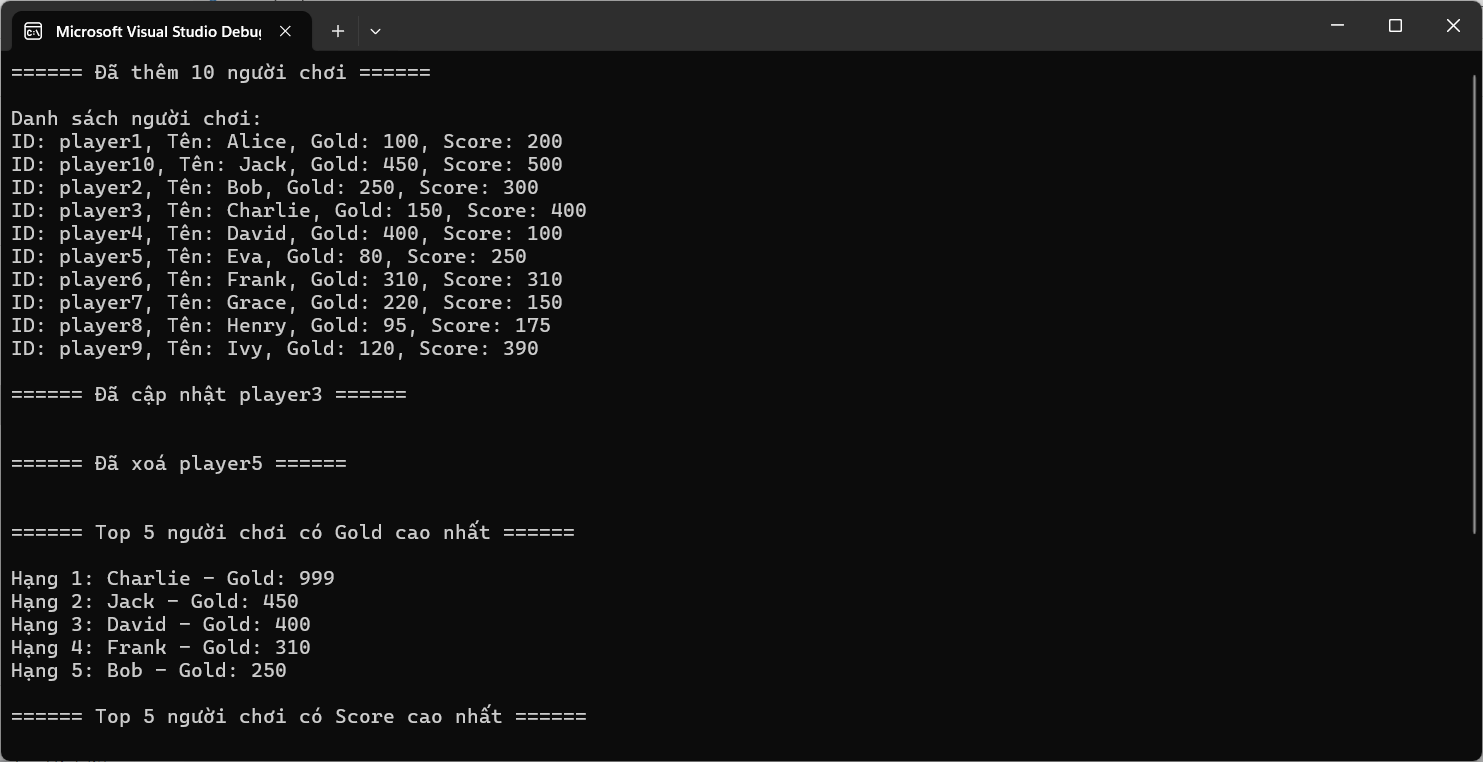 Microsoft Visual Studio Debug
====== Đã thêm 10 người chơi ======
Danh sách người chơi:
ID: player1, Tên: Alice, Gold: 100, Score: 200
ID: player10, Tên: Jack, Gold: 450, Score: 500
ID: player2, Tên: Bob, Gold: 250, Score: 300
ID: player3, Tên: Charlie, Gold: 150, Score: 400
ID: player4, Tên: David, Gold: 400, Score: 100
ID: player5, Tên: Eva, Gold: 80, Score: 250
ID: player6, Tên: Frank, Gold: 310, Score: 310
ID: player7, Tên: Grace, Gold: 220, Score: 150
ID: player8, Tên: Henry, Gold: 95, Score: 175
ID: player9, Tên: Ivy, Gold: 120, Score: 390
====== Đã cập nhật player3 ======
====== Đã xoá player5 ======
====== Top 5 người chơi có Gold cao nhất ======
Hạng 1: Charlie - Gold: 999
Hạng 2: Jack - Gold: 450
Hạng 3: David - Gold: 400
Hạng 4: Frank - Gold: 310
Hạng 5: Bob - Gold: 250
====== Top 5 người chơi có Score cao nhất ======